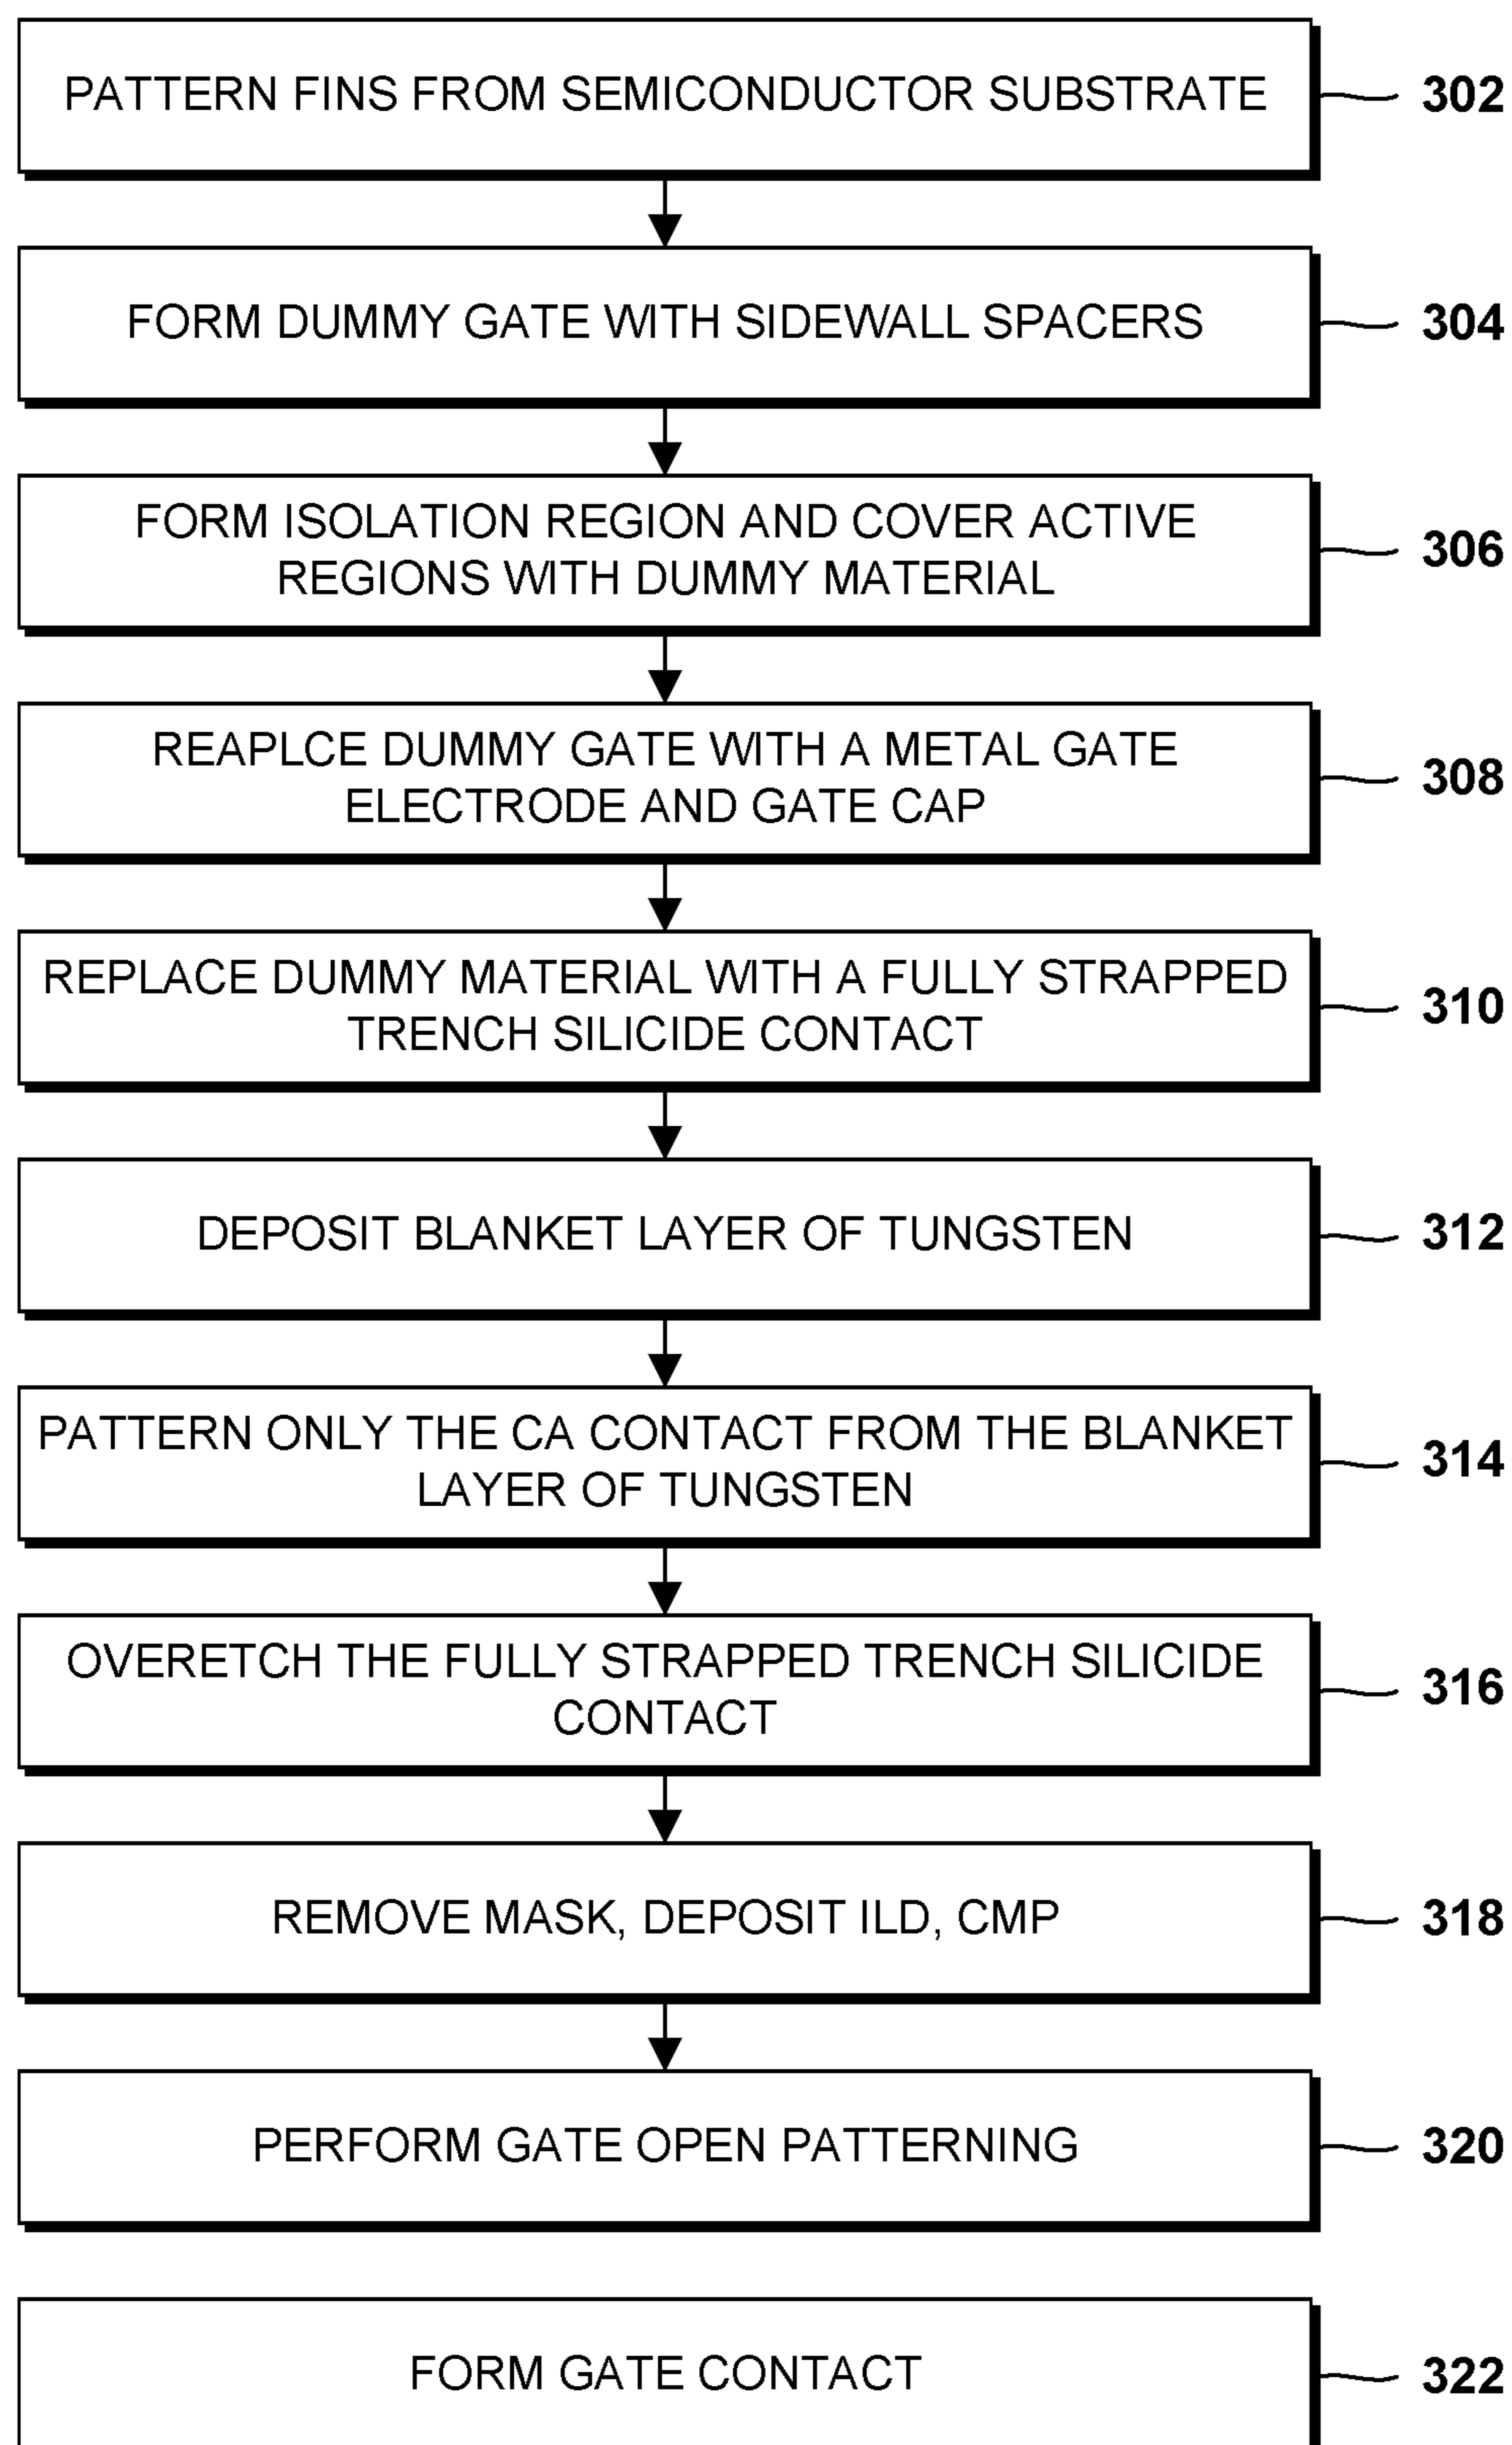 PATTERN FINS FROM SEMICONDUCTOR SUBSTRATE
302
FORM DUMMY GATE WITH SIDEWALL SPACERS
304
FORM ISOLATION REGION AND COVER ACTIVE
REGIONS WITH DUMMY MATERIAL
306
REAPLCE DUMMY GATE WITH A METAL GATE
ELECTRODE AND GATE CAP
308
REPLACE DUMMY MATERIAL WITH A FULLY STRAPPED
TRENCH SILICIDE CONTACT
310
DEPOSIT BLANKET LAYER OF TUNGSTEN
312
PATTERN ONLY THE CA CONTACT FROM THE BLANKET
LAYER OF TUNGSTEN
314
OVERETCH THE FULLY STRAPPED TRENCH SILICIDE
CONTACT
316
REMOVE MASK, DEPOSIT ILD, CMP
318
PERFORM GATE OPEN PATTERNING
320
FORM GATE CONTACT
322